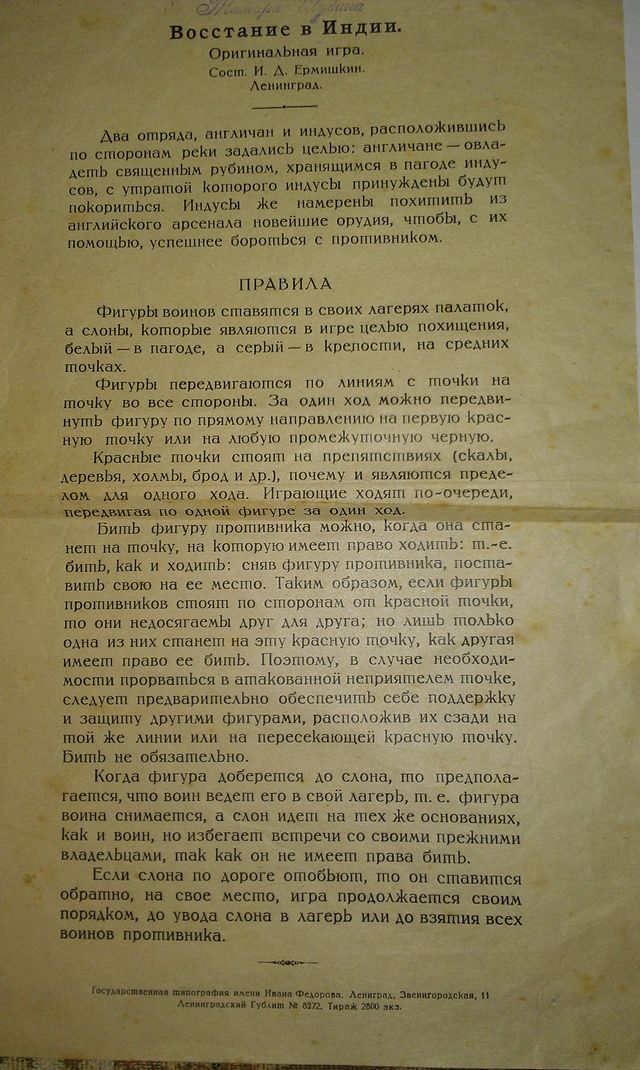 Тамара
Восстание в Индии.
Оригинальная игра.
Сост. И. Д. Ермишкин.
Ленинград.
Два отряда, англичан и индусов, расположившись
по сторонам реки задались целью: англичане — овла-
деть священным рубином, хранящимся в пагоде инду-
сов, с утратой которого индусы принуждены будут
покориться. Индусы же намерены похитить из
английского арсенала новейшие орудия, чтобы, с их
помощью, успешнее бороться с противником.
ПРАВИЛА
Фигуры воинов ставятся в своих лагерях палаток,
а слоны, которые являются в игре целью похищения,
белый — в пагоде, а серый — в крепости, на средних
точках.
Фигуры передвигаются по линиям с точки на
точку во все стороны. За один ход можно передви-
нуть фигуру по прямому направлению на первую крас-
ную точку или на любую промежуточную черную.
Красные точки стоят на препятствиях (скалы,
деревья, холмы, брод и др.), почему и являются преде-
лом для одного хода. Играющие ходят по-очереди,
передвигая по одной фигуре за один ход.
Бить фигуру противника можно, когда она ста-
нет на точку, на которую имеет право ходить: т.-е.
бить, как и ходить: сняв фигуру противника, поста-
вить свою на ее место. Таким образом, если фигуры
противников стоят по сторонам от красной точки,
то они недосягаемы друг для друга; но лишь только
одна из них станет на эту красную точку, как другая
имеет право ее бить. Поэтому, в случае необходи-
мости прорваться в атакованной неприятелем точке,
следует предварительно обеспечить себе поддержку
и защиту другими фигурами, расположив их сзади на
той же линии или на пересекающей красную точку.
Бить не обязательно.
Когда фигура доберется до слона, то предпола-
гается, что воин ведет его в свой лагерь, т. е. фигура
воина снимается, а слон идет на тех же основаниях,
как и воин, но избегает встречи со своими прежними
владельцами, так как он не имеет права бить.
Если слона по дороге отобьют, то он ставится
обратно, на свое место, игра продолжается своим
порядком, до увода слона в лагерь или до взятия всех
воинов противника.
Государственная типография имени Ивана Федорова. Лениград, Звенигородская, 11
Ленинградский Гублит № 8272. Тираж 2500 экз.